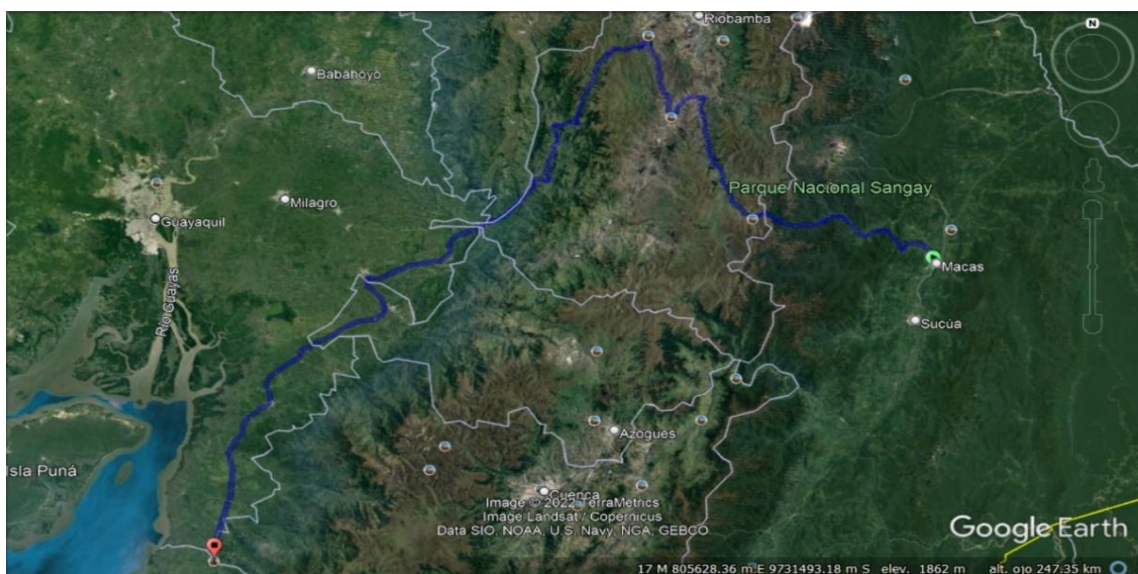 Riobamba
N
Babahoyo
Parque Nacional Sangay
Milagro
Guayaquil
Macas
Río Guayas
Sucúa
Azogues
Isla Puná
Cuenca
Image © 2022 TerraMetrics
Image Landsat / Copernicus
Data SIO, NOAA, U.S. Navy, NGA, GEBCO
Google Earth
17 M 805628.36 m E 9731493.18 m S elev. 1862 m alt. ojo 247.35 km